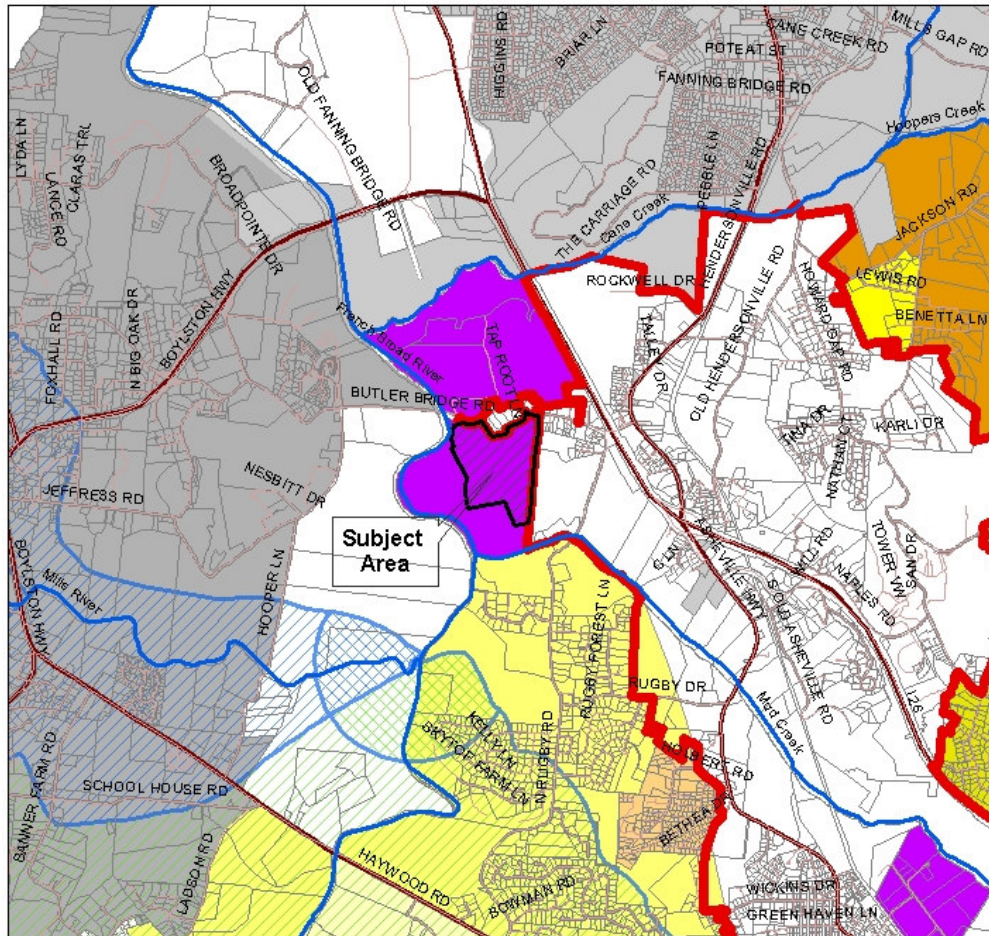 CANE CREEK RD
MILLS GAP RD
POTEAT ST
HIGGINS RD
BRIAR LN
FANNING BRIDGE RD
OLD FANNING BRIDGE RD
Hoopers Creek
LYDA LN
CLARAS TRL
LANCE RD
BROADPOINTE DR
PEBBLE LN
HENDERSONVILLE RD
THE CARRIAGE RD
Cane Creek
JACKSON RD
LEWIS RD
ROCKWELL DR
BENETTA LN
HOWARD GAP RD
OLD HENDERSONVILLE RD
FOXHALL RD
N BIG OAK DR
BOYLSTON HWY
French Broad River
TAP ROOT
TALLE DR
BUTLER BRIDGE RD
TINA DR
KARLI DR
NATHAN CT
NESBITT DR
JEFFRESS RD
Subject
Area
G LN
ASHEVILLE HWY
MILL RD
NAPLES RD
TOWER VW
SAN DR
S OLD ASHEVILLE RD
BOYLSTON HWY
Mills River
HOOPER LN
RUGBY FOREST LN
RUGBY DR
Mud Creek
I 26
KELLY LN
SKYTOP FARM LN
N RUGBY RD
HOLBERT RD
BETHEA DR
BANNER FARM RD
SCHOOL HOUSE RD
LADSON RD
HAYWOOD RD
BOWMAN RD
WICKINS DR
GREEN HAVEN LN